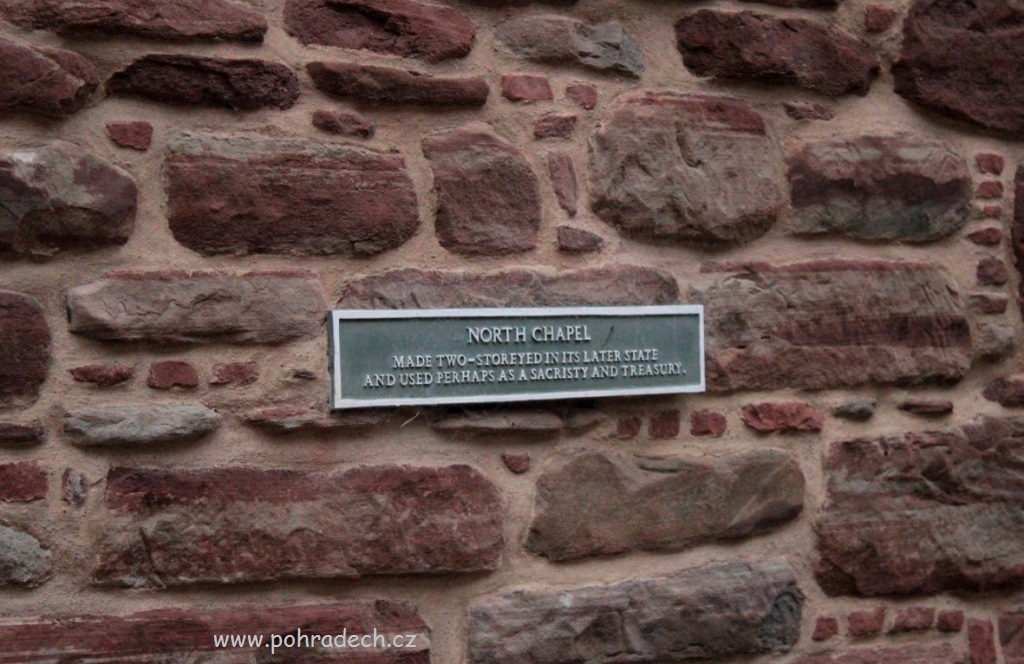 NORTH CHAPEL
MADE TWO-STOREYED IN ITS LATER STATE
AND USED PERHAPS AS A SACRISTY AND TREASURY.
www.pohradech.cz